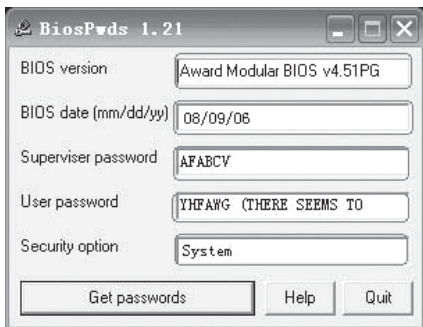 BiosPwds 1.21
BIOS version Award Modular BIOS v4.51PG
BIOS date (mm/dd/yy) 08/09/06
Superviser password AFABCV
User password YHFAWG (THERE SEEMS TO
Security option System
Get passwords Help Quit